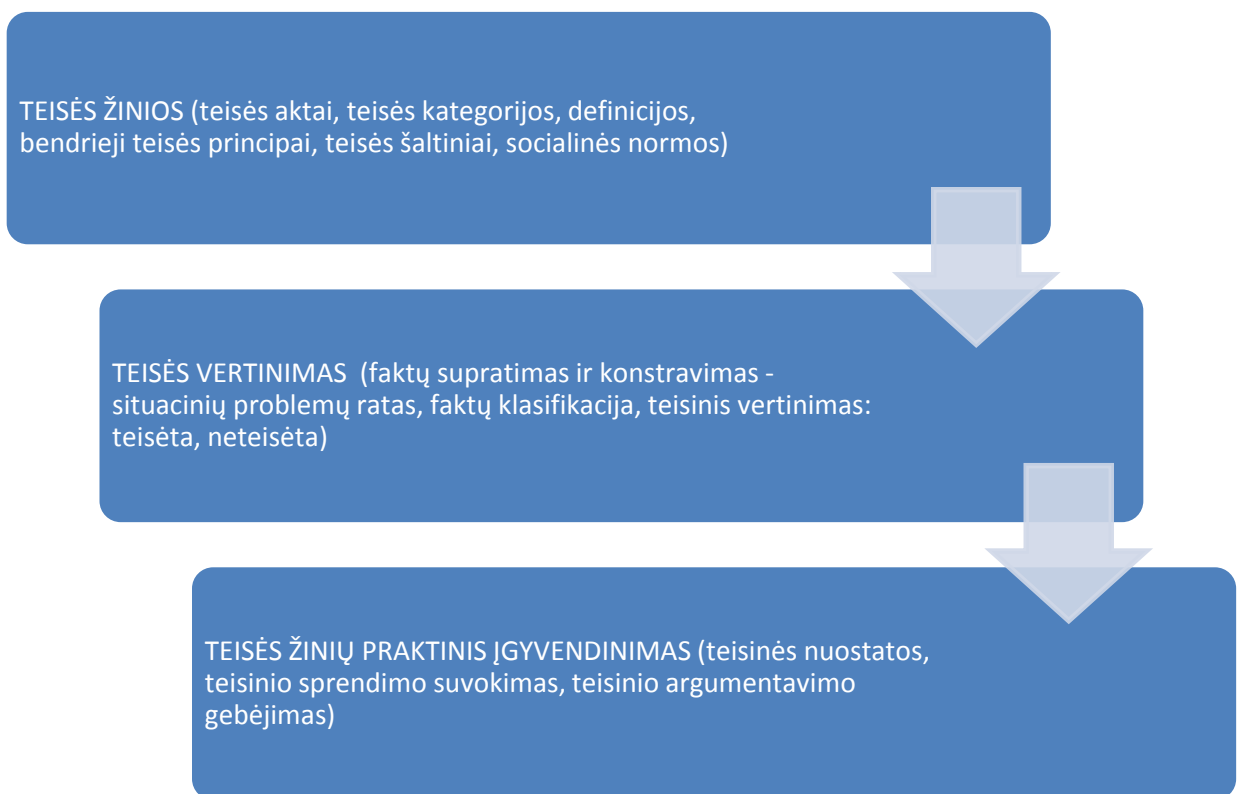 TEISĖS ŽINIOS (teisės aktai, teisės kategorijos, definicijos,
bendrieji teisės principai, teisės šaltiniai, socialinės normos)
TEISĖS VERTINIMAS  (faktų supratimas ir konstravimas -
situacinių problemų ratas, faktų klasifikacija, teisinis vertinimas:
teisėta, neteisėta)
TEISĖS ŽINIŲ PRAKTINIS ĮGYVENDINIMAS (teisinės nuostatos,
teisinio sprendimo suvokimas, teisinio argumentavimo
gebėjimas)